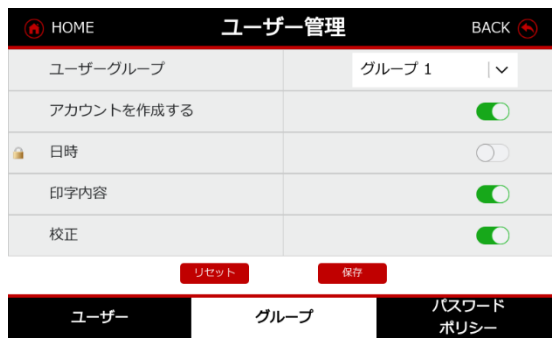 HOME ユーザー管理 BACK
ユーザーグループ グループ 1
アカウントを作成する
日時
印字内容
校正
リセット 保存
ユーザー グループ パスワード
ポリシー